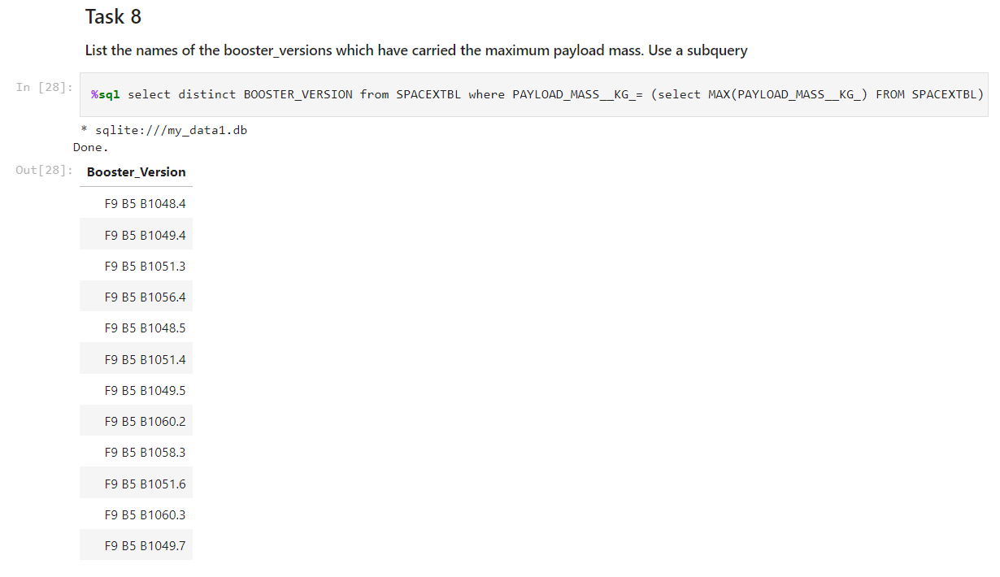 Task 8
List the names of the booster_versions which have carried the maximum payload mass. Use a subquery
In [28]: %sql select distinct BOOSTER_VERSION from SPACEXTBL where PAYLOAD_MASS__KG_= (select MAX(PAYLOAD_MASS__KG_) FROM SPACEXTBL)
* sqlite:///my_data1.db
Done.
Out[28]: Booster_Version
F9 B5 B1048.4
F9 B5 B1049.4
F9 B5 B1051.3
F9 B5 B1056.4
F9 B5 B1048.5
F9 B5 B1051.4
F9 B5 B1049.5
F9 B5 B1060.2
F9 B5 B1058.3
F9 B5 B1051.6
F9 B5 B1060.3
F9 B5 B1049.7